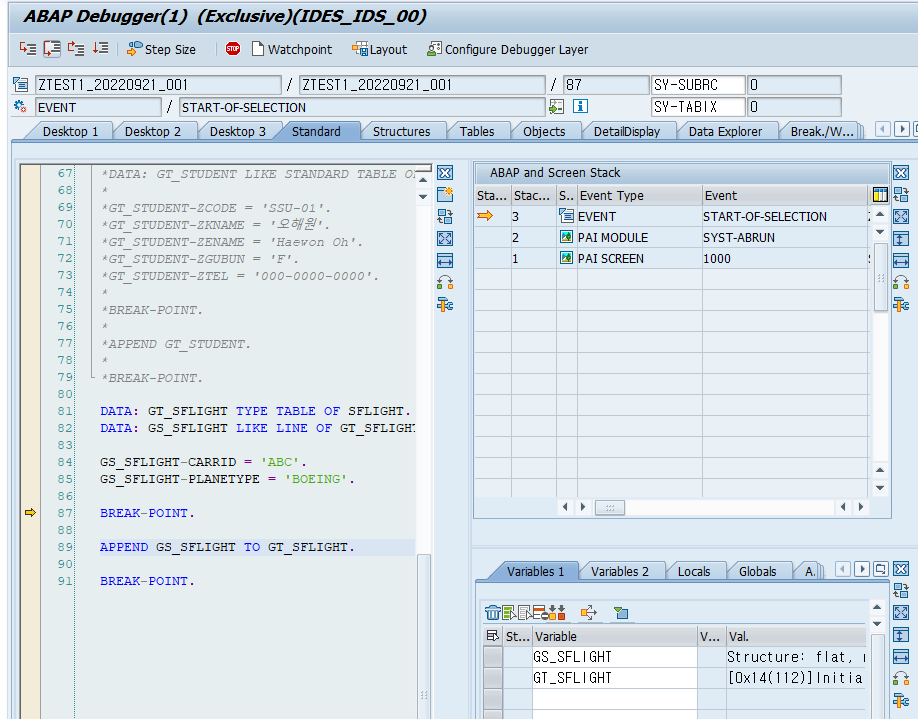 ABAP Debugger(1) (Exclusive)(IDES_IDS_00)
Step Size STOP Watchpoint Layout Configure Debugger Layer
ZTEST1_20220921_001 / ZTEST1_20220921_001 / 87 SY-SUBRC 0
EVENT / START-OF-SELECTION SY-TABIX 0
Desktop 1 Desktop 2 Desktop 3 Standard Structures Tables Objects DetailDisplay Data Explorer Break./W...
67 *DATA: GT_STUDENT LIKE STANDARD TABLE O
68 *
69 *GT_STUDENT-ZCODE = 'SSU-01'.
70 *GT_STUDENT-ZKNAME = '오해원'.
71 *GT_STUDENT-ZENAME = 'Haewon Oh'.
72 *GT_STUDENT-ZGUBUN = 'F'.
73 *GT_STUDENT-ZTEL = '000-0000-0000'.
74 *
75 *BREAK-POINT.
76 *
77 *APPEND GT_STUDENT.
78 *
79 *BREAK-POINT.
80
81 DATA: GT_SFLIGHT TYPE TABLE OF SFLIGHT.
82 DATA: GS_SFLIGHT LIKE LINE OF GT_SFLIGHT
83
84 GS_SFLIGHT-CARRID = 'ABC'.
85 GS_SFLIGHT-PLANETYPE = 'BOEING'.
86
87 BREAK-POINT.
88
89 APPEND GS_SFLIGHT TO GT_SFLIGHT.
90
91 BREAK-POINT.
ABAP and Screen Stack
Sta... Stac... S.. Event Type Event
3 EVENT START-OF-SELECTION
2 PAI MODULE SYST-ABRUN
1 PAI SCREEN 1000
Variables 1 Variables 2 Locals Globals A.
St... Variable V... Val.
GS_SFLIGHT Structure: flat,
GT_SFLIGHT [0x14(112)]Initia